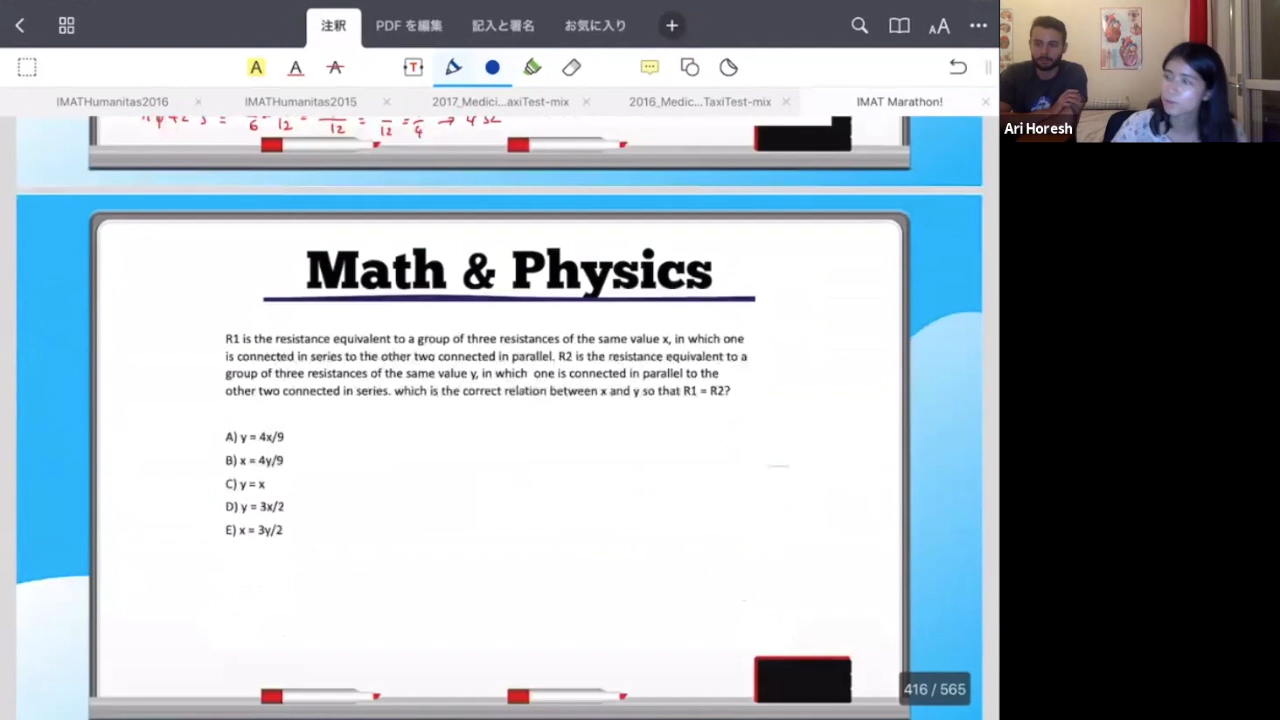 注釈 PDF を編集 記入と署名 お気に入り
IMATHumanitas2016 IMATHumanitas2015 2017_Medici...axiTest-mix 2016_Medic...TaxiTest-mix IMAT Marathon!
Ari Horesh
Math & Physics
R1 is the resistance equivalent to a group of three resistances of the same value x, in which one
is connected in series to the other two connected in parallel. R2 is the resistance equivalent to a
group of three resistances of the same value y, in which one is connected in parallel to the
other two connected in series. which is the correct relation between x and y so that R1 = R2?
A) y = 4x/9
B) x = 4y/9
C) y = x
D) y = 3x/2
E) x = 3y/2
416 / 565